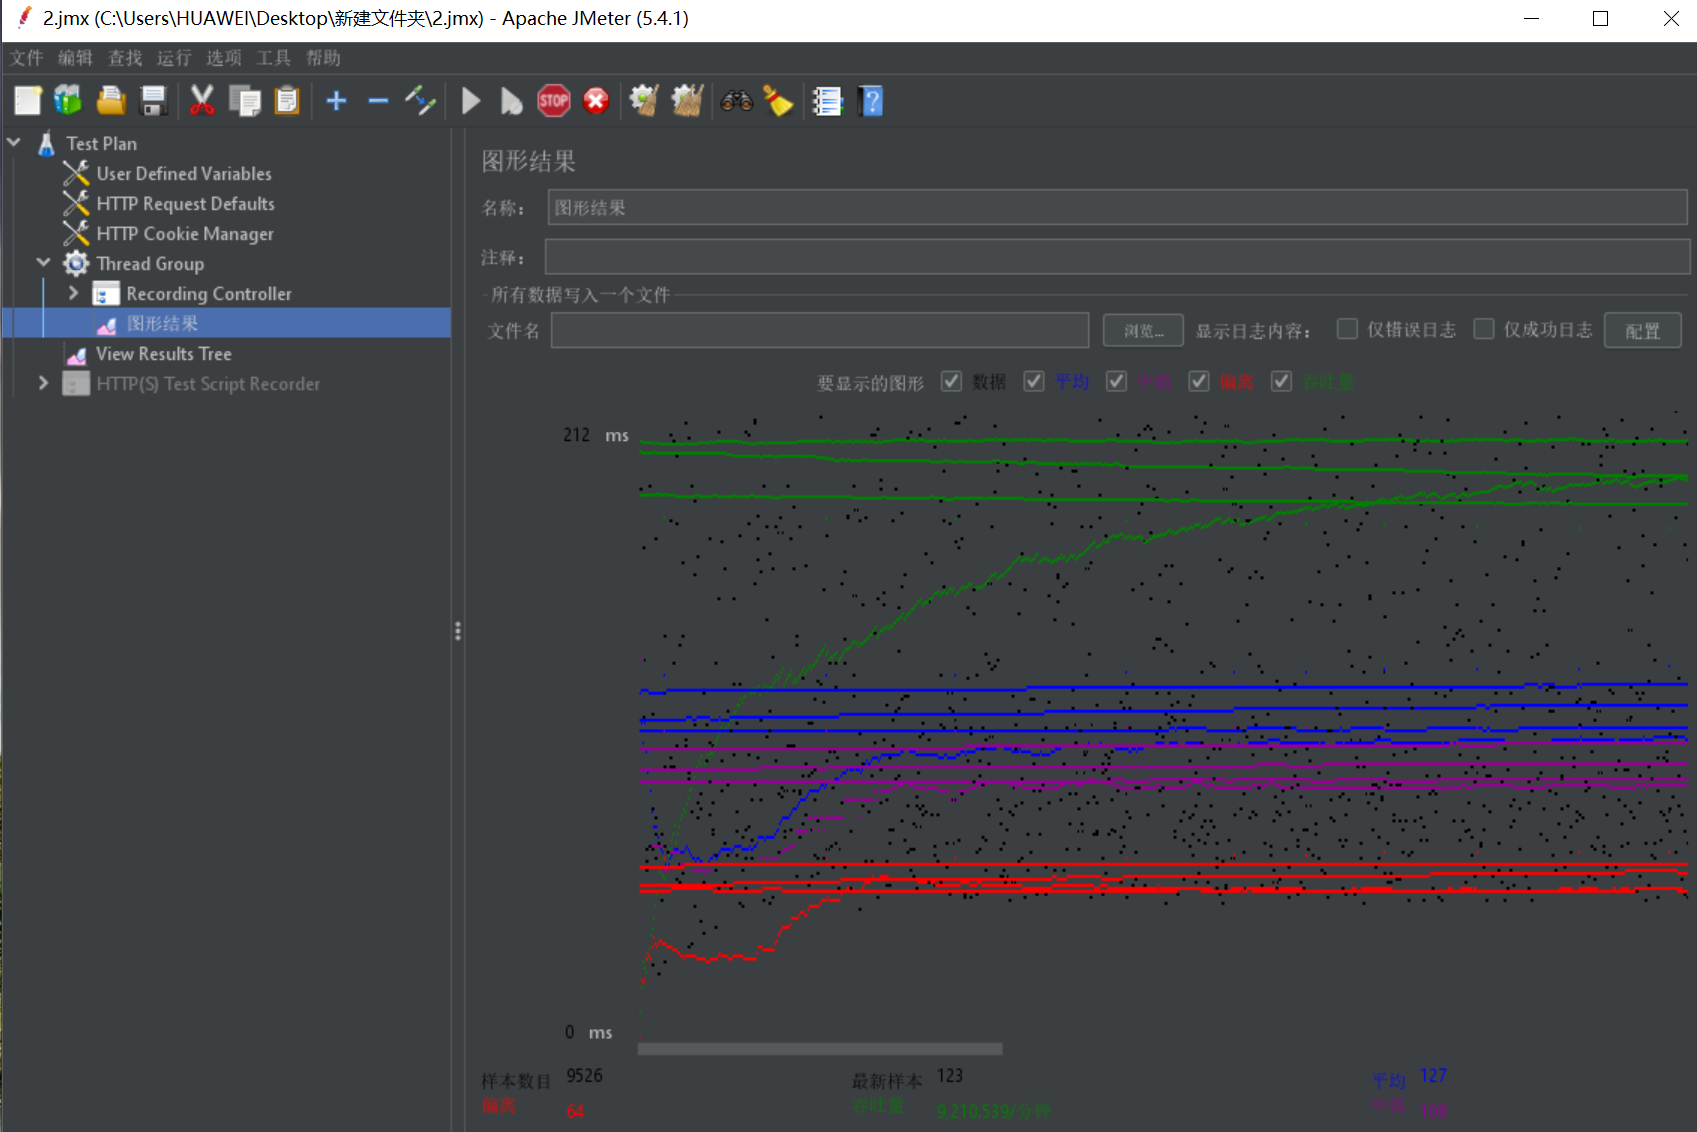 2.jmx (C:\Users\HUAWEI\Desktop\新建文件夹\2.jmx) - Apache JMeter (5.4.1)
文件 编辑 查找 运行 选项 工具 帮助
STOP
Test Plan
User Defined Variables
HTTP Request Defaults
HTTP Cookie Manager
Thread Group
Recording Controller
图形结果
View Results Tree
HTTP(S) Test Script Recorder
图形结果
名称： 图形结果
注释：
所有数据写入一个文件
文件名 浏览... 显示日志内容： 仅错误日志 仅成功日志 配置
要显示的图形 数据 平均 中值 偏离 吞吐量
212 ms
0 ms
样本数目 9526 最新样本 123 平均 127
偏离 64 吞吐量 9,210.539/分钟 中值 108